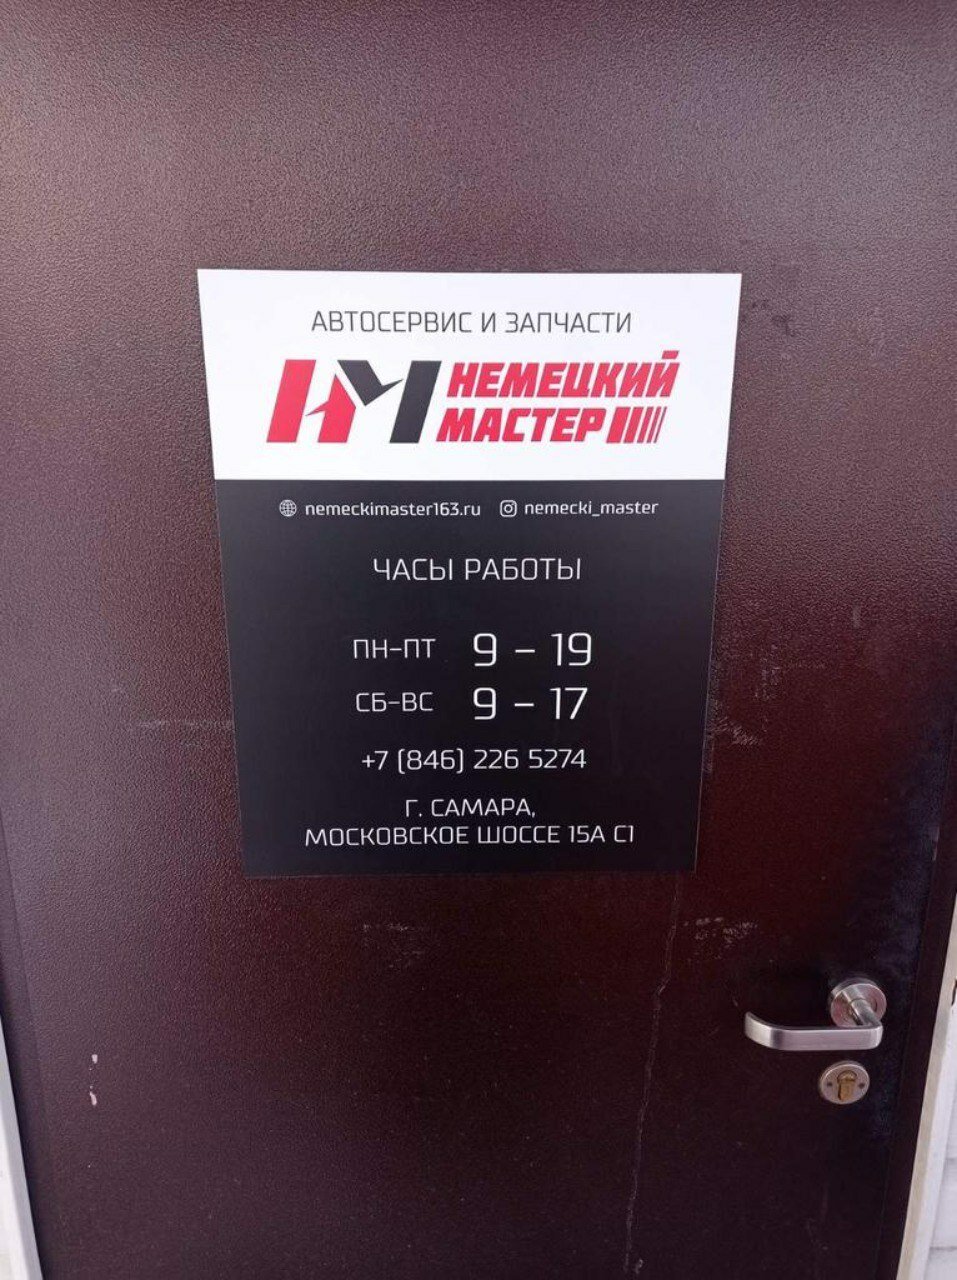 АВТОСЕРВИС И ЗАПЧАСТИ
НМ НЕМЕЦКИЙ
МАСТЕР
nemeckimaster163.ru nemecki_master
ЧАСЫ РАБОТЫ
ПН-ПТ 9 - 19
СБ-ВС 9 - 17
+7 (846) 226 5274
Г. САМАРА,
МОСКОВСКОЕ ШОССЕ 15А С1